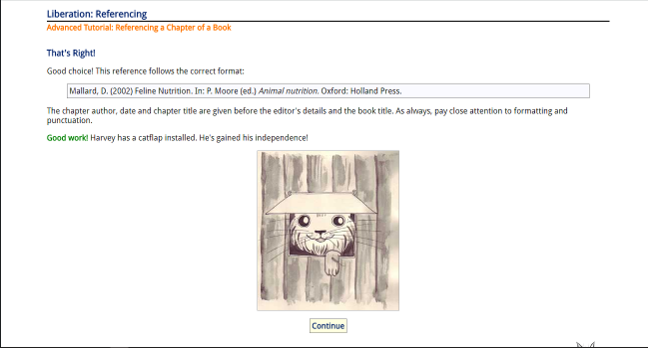 Liberation: Referencing
Advanced Tutorial: Referencing a Chapter of a Book
That's Right!
Good choice! This reference follows the correct format:
Mallard, D. (2002) Feline Nutrition. In: P. Moore (ed.) Animal nutrition. Oxford: Holland Press.
The chapter author, date and chapter title are given before the editor's details and the book title. As always, pay close attention to formatting and
punctuation.
Good work! Harvey has a catflap installed. He's gained his independence!
Continue